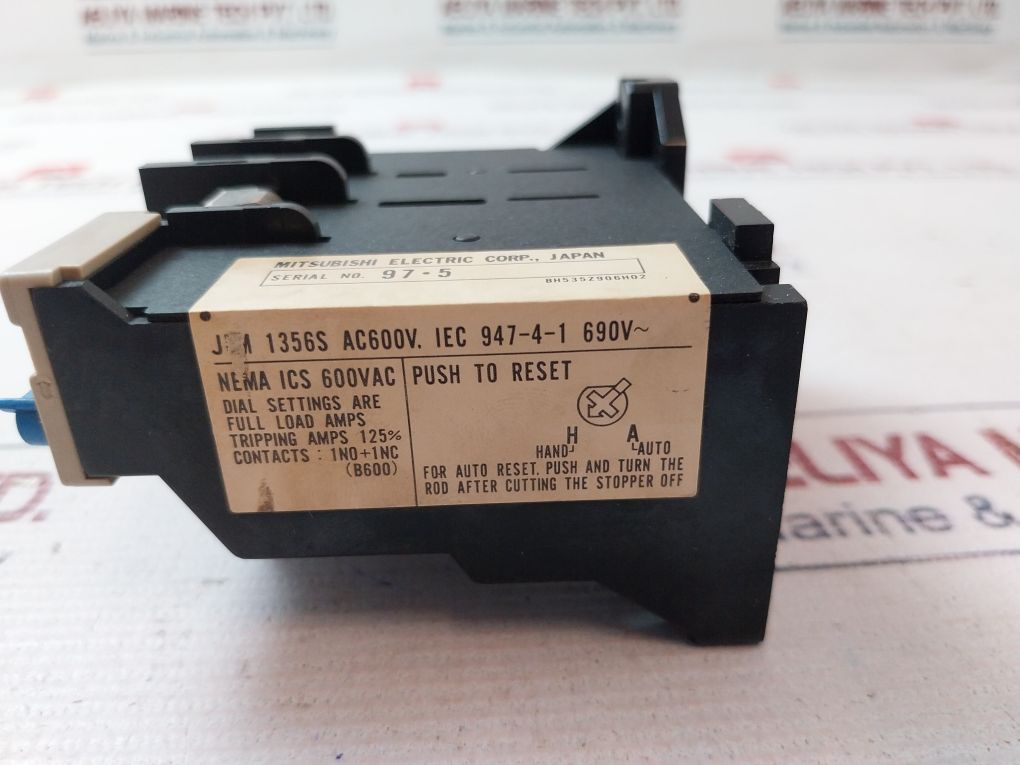 MITSUBISHI ELECTRIC CORP., JAPAN
SERIAL NO. 97-5
BH535Z906H02
1356S AC600V. IEC 947-4-1 690V~
NEMA ICS 600VAC
DIAL SETTINGS ARE
FULL LOAD AMPS
TRIPPING AMPS 125%
CONTACTS : 1NO+1NC
(B600)
PUSH TO RESET
H A
HAND AUTO
FOR AUTO RESET. PUSH AND TURN THE
ROD AFTER CUTTING THE STOPPER OFF
ELIYA M
arine &